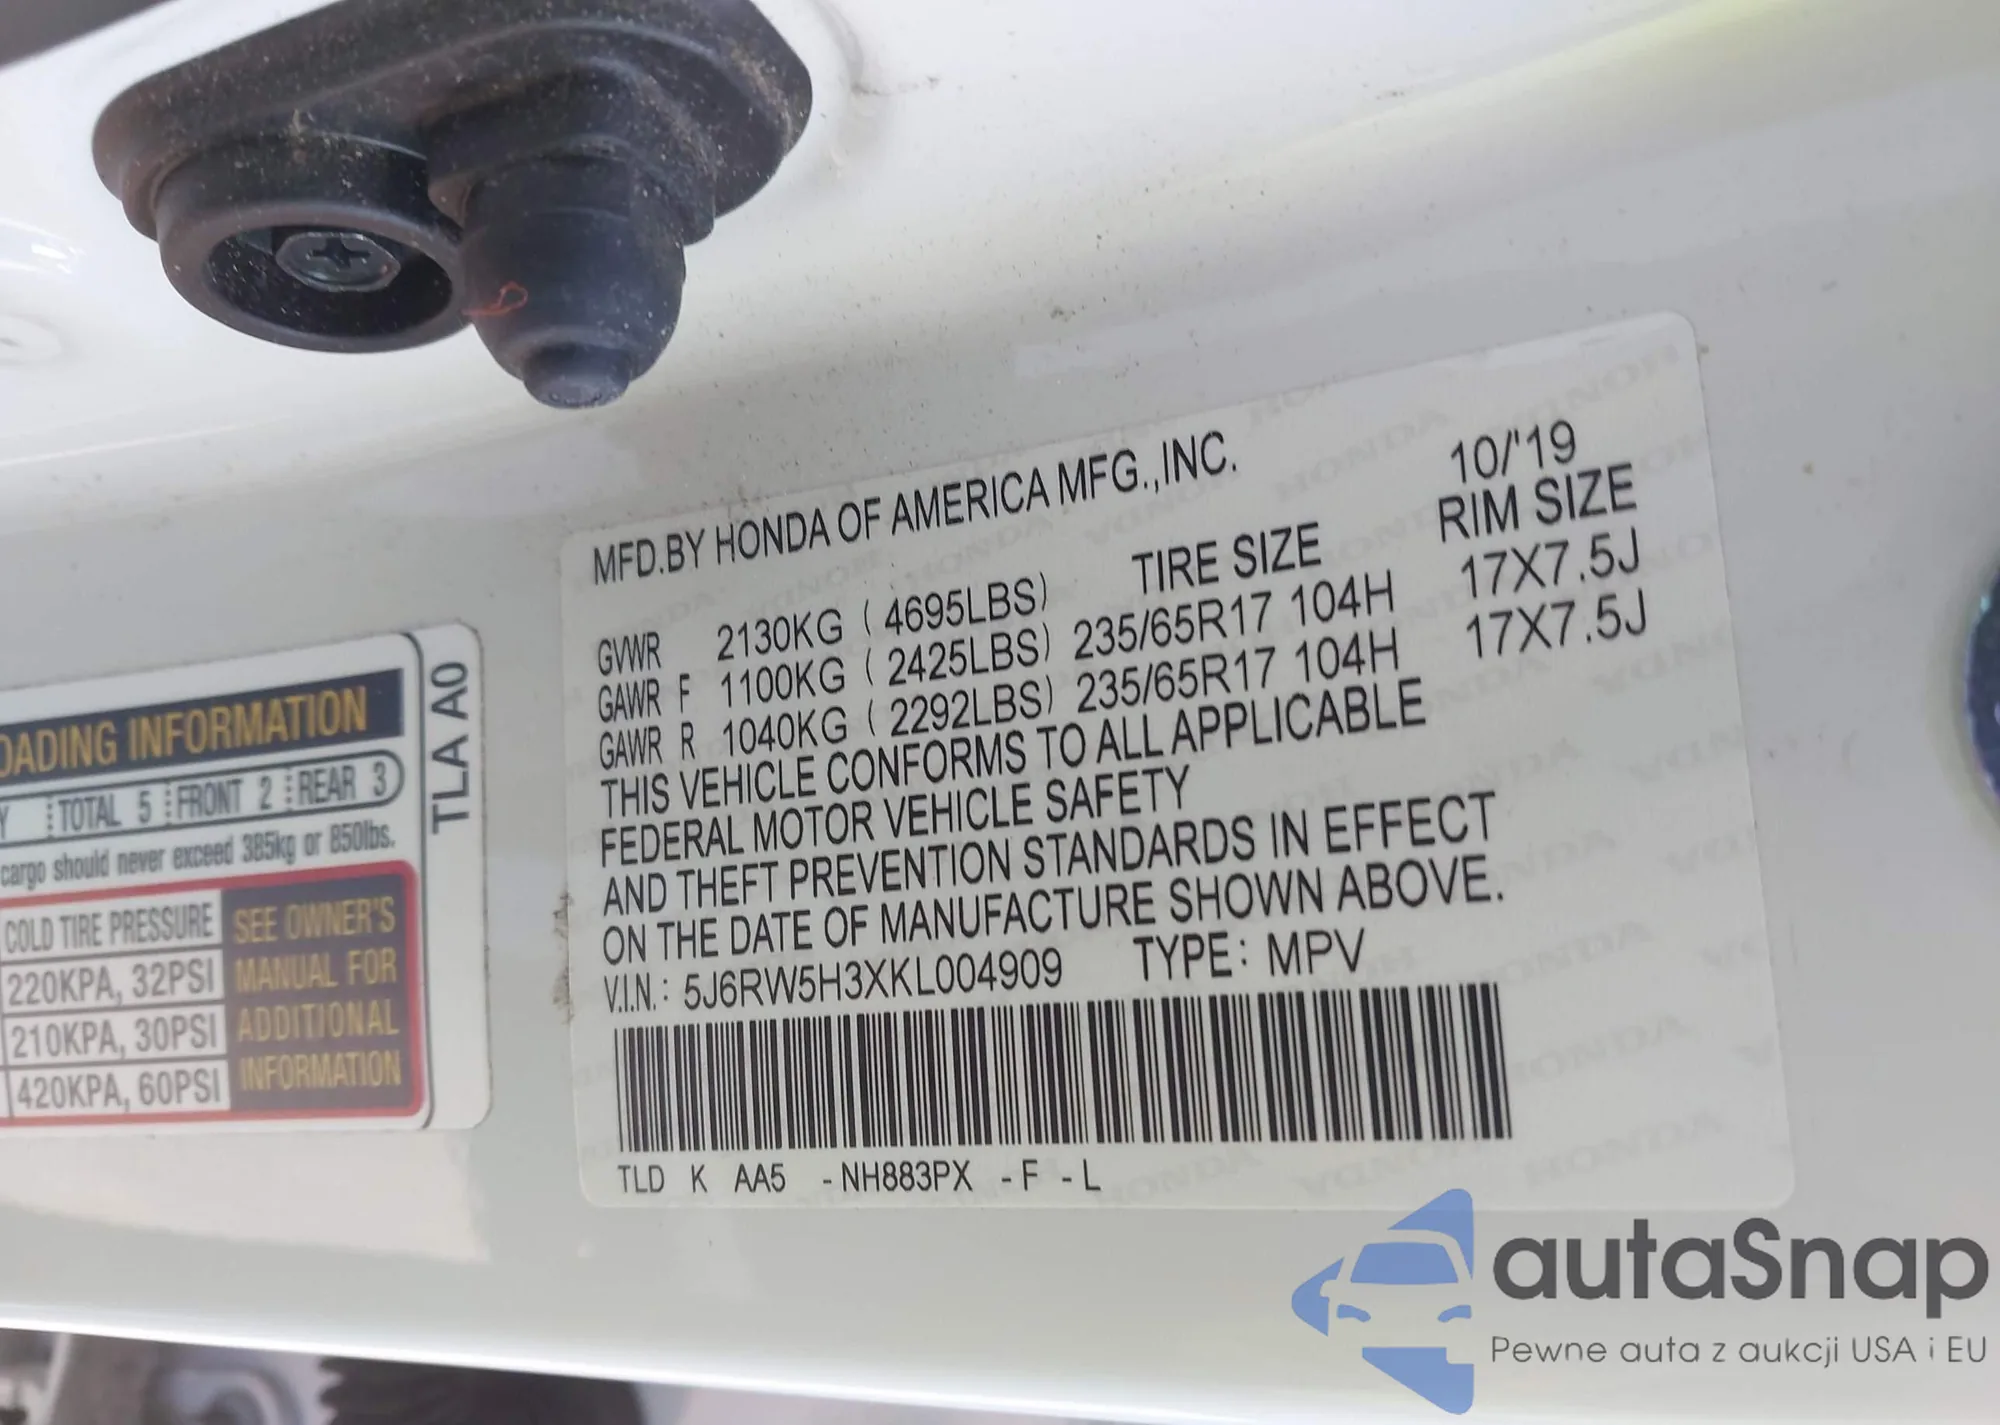 MFD.BY HONDA OF AMERICA MFG.,INC. 10/'19
TIRE SIZE RIM SIZE
GVWR 2130KG ( 4695LBS)
GAWR F 1100KG ( 2425LBS) 235/65R17 104H 17X7.5J
GAWR R 1040KG ( 2292LBS) 235/65R17 104H 17X7.5J
THIS VEHICLE CONFORMS TO ALL APPLICABLE
FEDERAL MOTOR VEHICLE SAFETY
AND THEFT PREVENTION STANDARDS IN EFFECT
ON THE DATE OF MANUFACTURE SHOWN ABOVE.
V.I.N.: 5J6RW5H3XKL004909 TYPE: MPV
TLD K AA5 -NH883PX -F -L
OADING INFORMATION
Y TOTAL 5 FRONT 2 REAR 3
cargo should never exceed 385kg or 850lbs.
COLD TIRE PRESSURE
220KPA, 32PSI
210KPA, 30PSI
420KPA, 60PSI
SEE OWNER'S
MANUAL FOR
ADDITIONAL
INFORMATION
TLA A0
autaSnap
Pewne auta z aukcji USA i EU